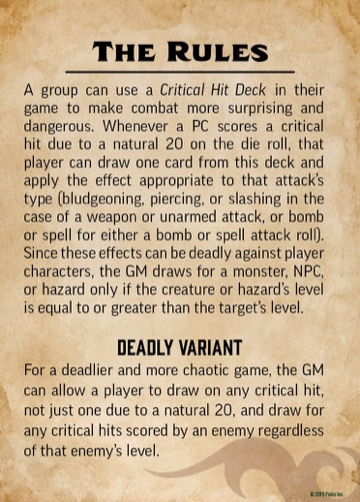 THE RULES
A group can use a Critical Hit Deck in their
game to make combat more surprising and
dangerous. Whenever a PC scores a critical
hit due to a natural 20 on the die roll, that
player can draw one card from this deck and
apply the effect appropriate to that attack's
type (bludgeoning, piercing, or slashing in the
case of a weapon or unarmed attack, or bomb
or spell for either a bomb or spell attack roll).
Since these effects can be deadly against player
characters, the GM draws for a monster, NPC,
or hazard only if the creature or hazard's level
is equal to or greater than the target's level.
DEADLY VARIANT
For a deadlier and more chaotic game, the GM
can allow a player to draw on any critical hit,
not just one due to a natural 20, and draw for
any critical hits scored by an enemy regardless
of that enemy's level.
© 2019 Paizo Inc.